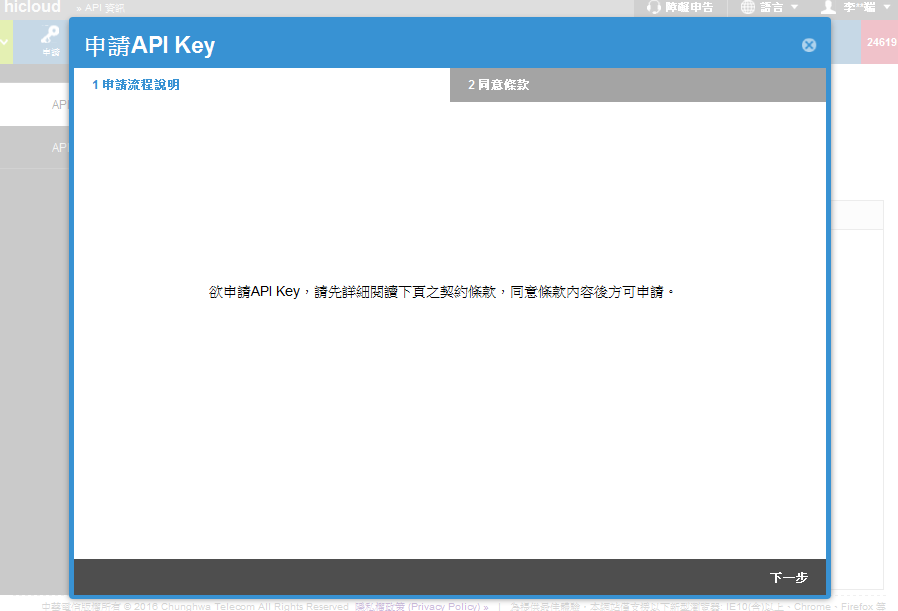 hicloud » API 資訊 障礙申告 語言 李**瑞
申請 24619
申請API Key
1 申請流程說明 2 同意條款
API
API
欲申請API Key，請先詳細閱讀下頁之契約條款，同意條款內容後方可申請。
下一步
中華電信版權所有 © 2016 Chunghwa Telecom All Rights Reserved 隱私權政策 (Privacy Policy) » | 為提供最佳體驗，本網站僅支援以下新型瀏覽器: IE10(含)以上、Chrome、Firefox 等